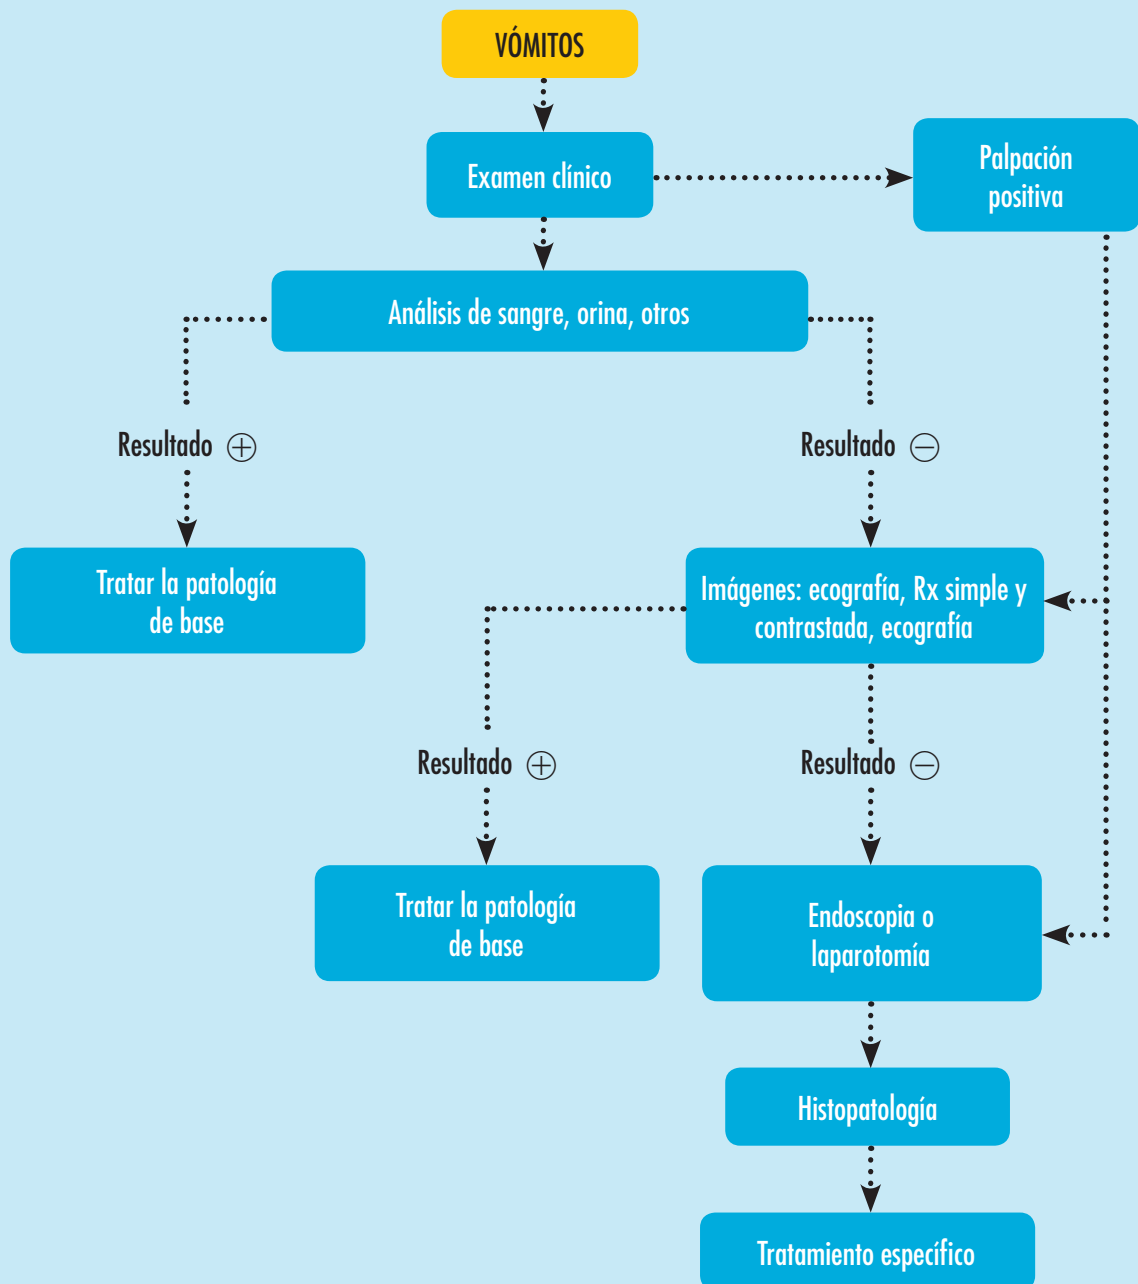 VÓMITOS
Examen clínico
Palpación
positiva
Análisis de sangre, orina, otros
Resultado ⊕
Resultado ⊖
Tratar la patología
de base
Imágenes: ecografía, Rx simple y
contrastada, ecografía
Resultado ⊕
Resultado ⊖
Tratar la patología
de base
Endoscopia o
laparotomía
Histopatología
Tratamiento específico